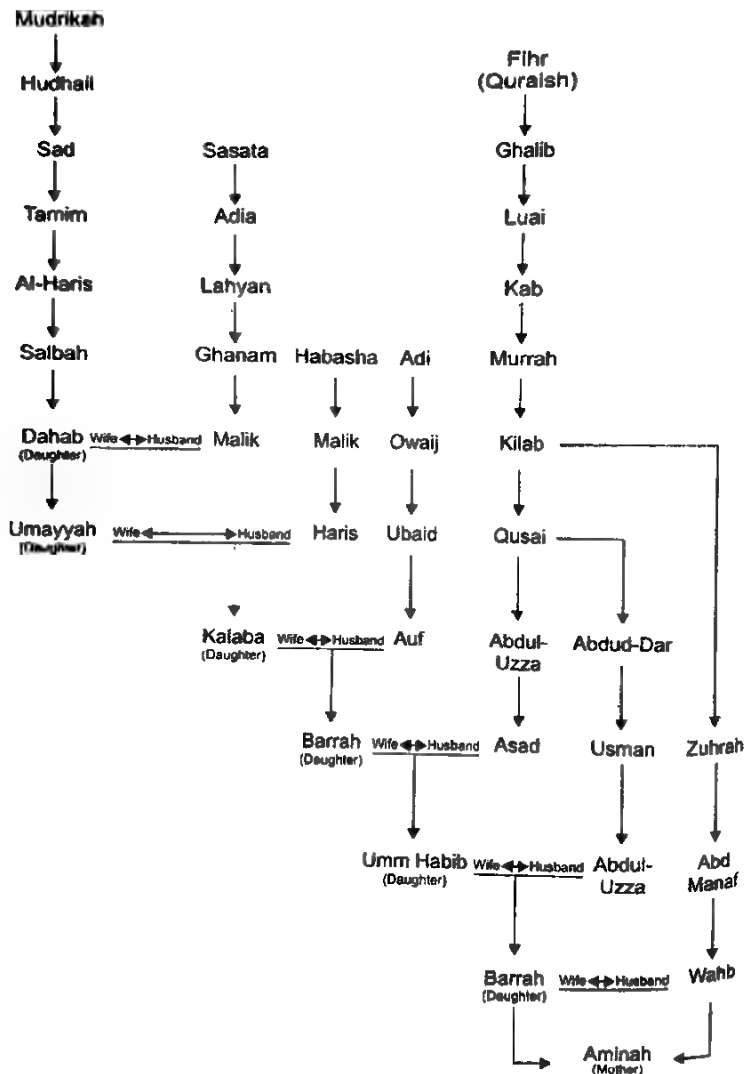 Mudrikah
Fihr
(Quraish)
Hudhail
Sad Sasata Ghalib
Tamim Adia Luai
Al-Haris Lahyan Kab
Salbah Ghanam Habasha Adi Murrah
Dahab Wife Husband Malik Malik Owaij Kilab
(Daughter)
Umayyah Wife Husband Haris Ubaid Qusai
(Daughter)
Kalaba Wife Husband Auf Abdul- Abdud-Dar
(Daughter) Uzza
Barrah Wife Husband Asad Usman Zuhrah
(Daughter)
Umm Habib Wife Husband Abdul- Abd
(Daughter) Uzza Manaf
Barrah Wife Husband Wahb
(Daughter)
Aminah
(Mother)